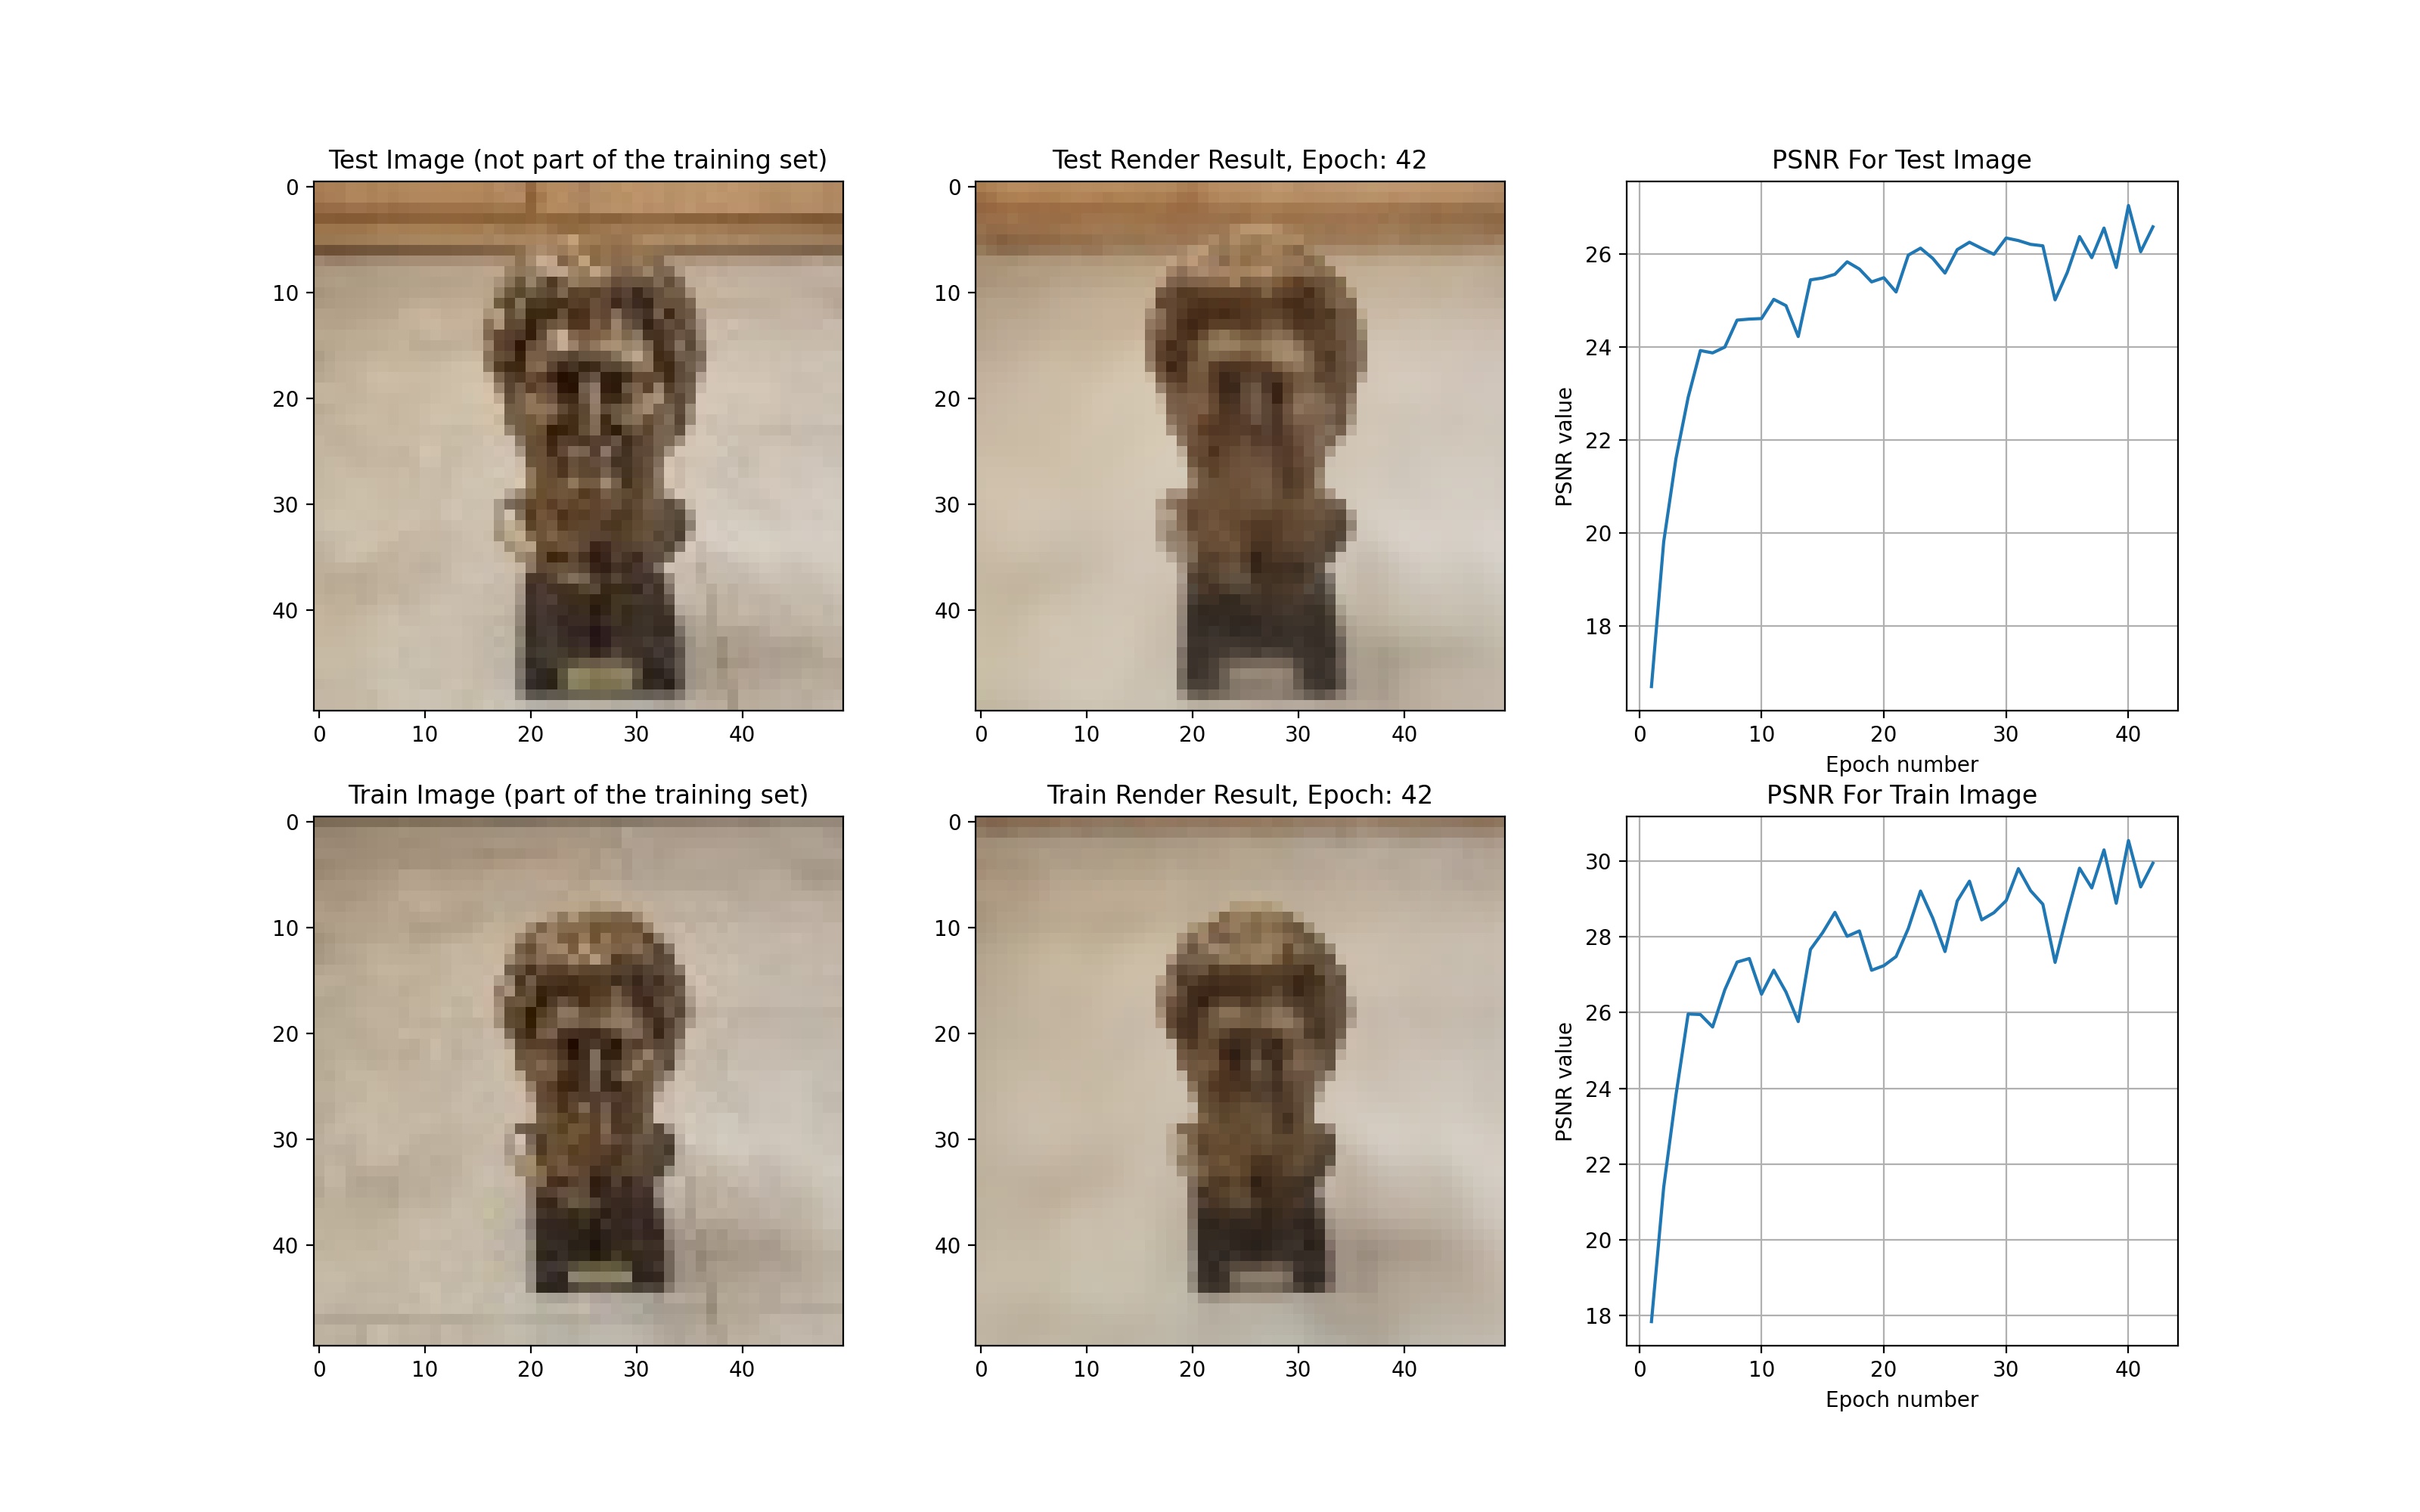 Test Image (not part of the training set)
0
10
20
30
40
0 10 20 30 40
Test Render Result, Epoch: 42
0
10
20
30
40
0 10 20 30 40
PSNR For Test Image
PSNR value
26
24
22
20
18
0 10 20 30 40
Epoch number
Train Image (part of the training set)
0
10
20
30
40
0 10 20 30 40
Train Render Result, Epoch: 42
0
10
20
30
40
0 10 20 30 40
PSNR For Train Image
PSNR value
30
28
26
24
22
20
18
0 10 20 30 40
Epoch number